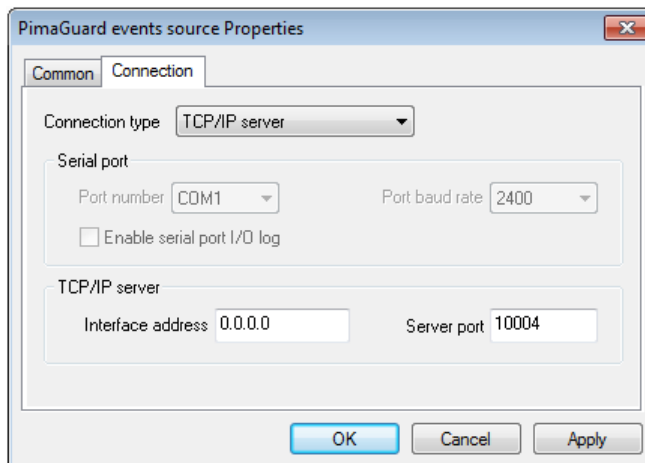 PimaGuard events source Properties
Common Connection
Connection type TCP/IP server
Serial port
Port number COM1 Port baud rate 2400
Enable serial port I/O log
TCP/IP server
Interface address 0.0.0.0 Server port 10004
OK Cancel Apply